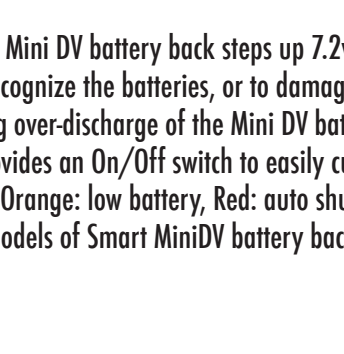 Mini DV battery back steps up 7.2v
cognize the batteries, or to damag
g over-discharge of the Mini DV bat
vides an On/Off switch to easily cu
Orange: low battery, Red: auto shu
odels of Smart MiniDV battery bac